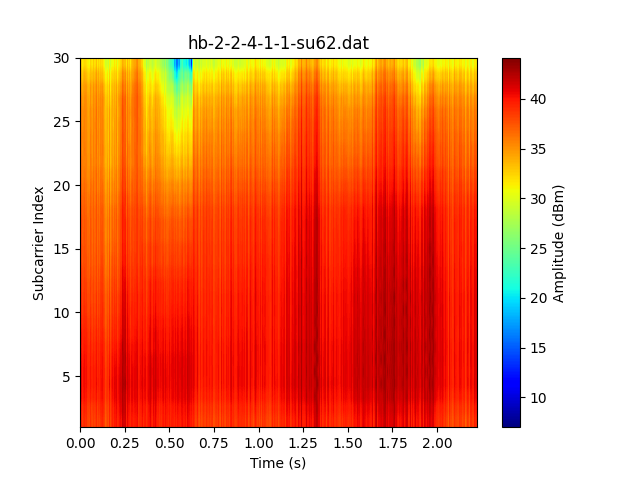 hb-2-2-4-1-1-su62.dat
30
25
20
15
10
5
Subcarrier Index
0.00 0.25 0.50 0.75 1.00 1.25 1.50 1.75 2.00
Time (s)
40
35
30
25
20
15
10
Amplitude (dBm)